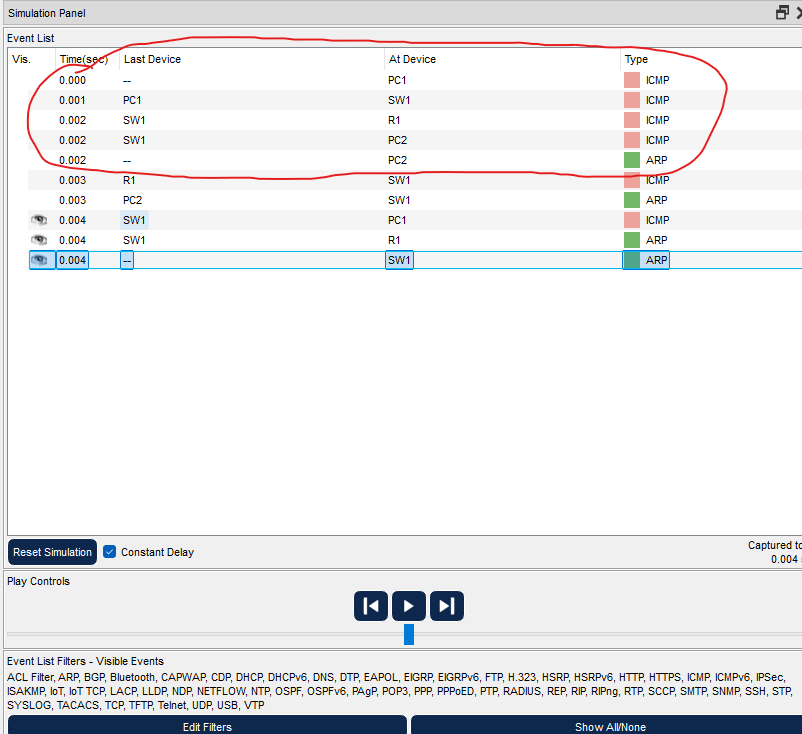 Simulation Panel
Event List
Vis. Time(sec) Last Device At Device Type
0.000 -- PC1 ICMP
0.001 PC1 SW1 ICMP
0.002 SW1 R1 ICMP
0.002 SW1 PC2 ICMP
0.002 -- PC2 ARP
0.003 R1 SW1 ICMP
0.003 PC2 SW1 ARP
0.004 SW1 PC1 ICMP
0.004 SW1 R1 ARP
0.004 -- SW1 ARP
Reset Simulation Constant Delay Captured to
0.004
Play Controls
Event List Filters - Visible Events
ACL Filter, ARP, BGP, Bluetooth, CAPWAP, CDP, DHCP, DHCPv6, DNS, DTP, EAPOL, EIGRP, EIGRPv6, FTP, H.323, HSRP, HSRPv6, HTTP, HTTPS, ICMP, ICMPv6, IPSec,
ISAKMP, IoT, IoT TCP, LACP, LLDP, NDP, NETFLOW, NTP, OSPF, OSPFv6, PAgP, POP3, PPP, PPPoED, PTP, RADIUS, REP, RIP, RIPng, RTP, SCCP, SMTP, SNMP, SSH, STP,
SYSLOG, TACACS, TCP, TFTP, Telnet, UDP, USB, VTP
Edit Filters Show All/None